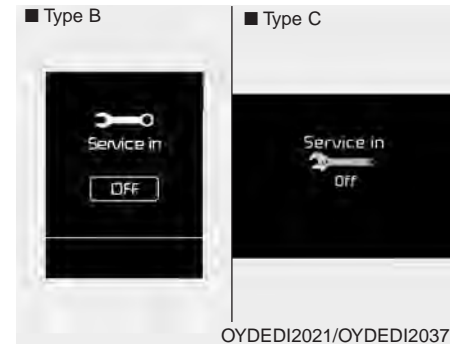 ■ Type B
Service in
OFF
■ Type C
Service in
Off
OYDEDI2021/OYDEDI2037